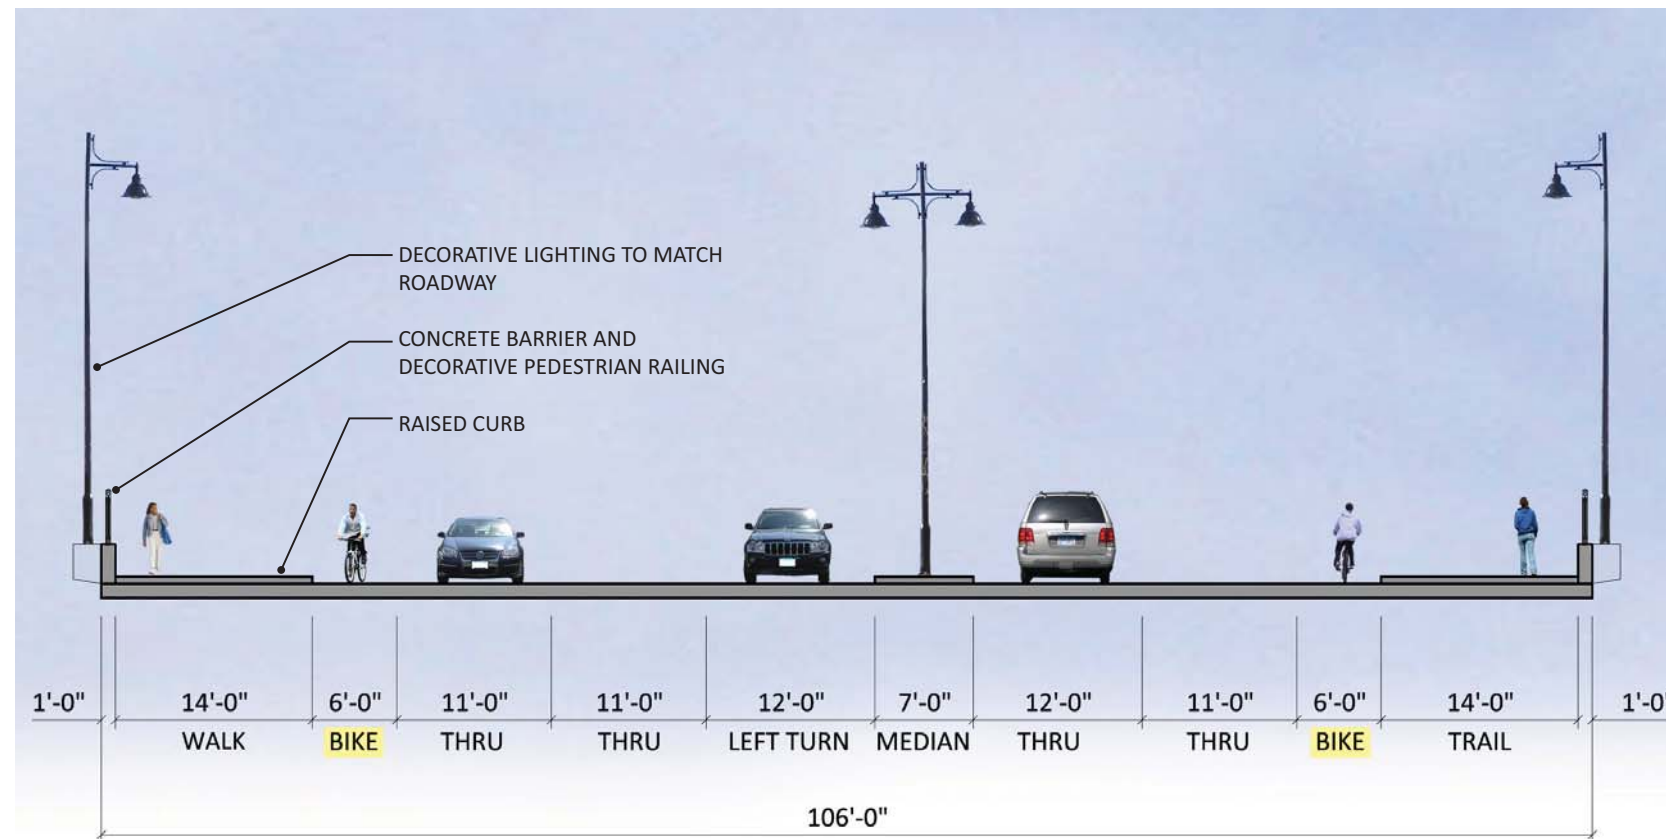 DECORATIVE LIGHTING TO MATCH
ROADWAY
CONCRETE BARRIER AND
DECORATIVE PEDESTRIAN RAILING
RAISED CURB
1'-0" 14'-0" 6'-0" 11'-0" 11'-0" 12'-0" 7'-0" 12'-0" 11'-0" 6'-0" 14'-0" 1'-0
WALK BIKE THRU THRU LEFT TURN MEDIAN THRU THRU BIKE TRAIL
106'-0"